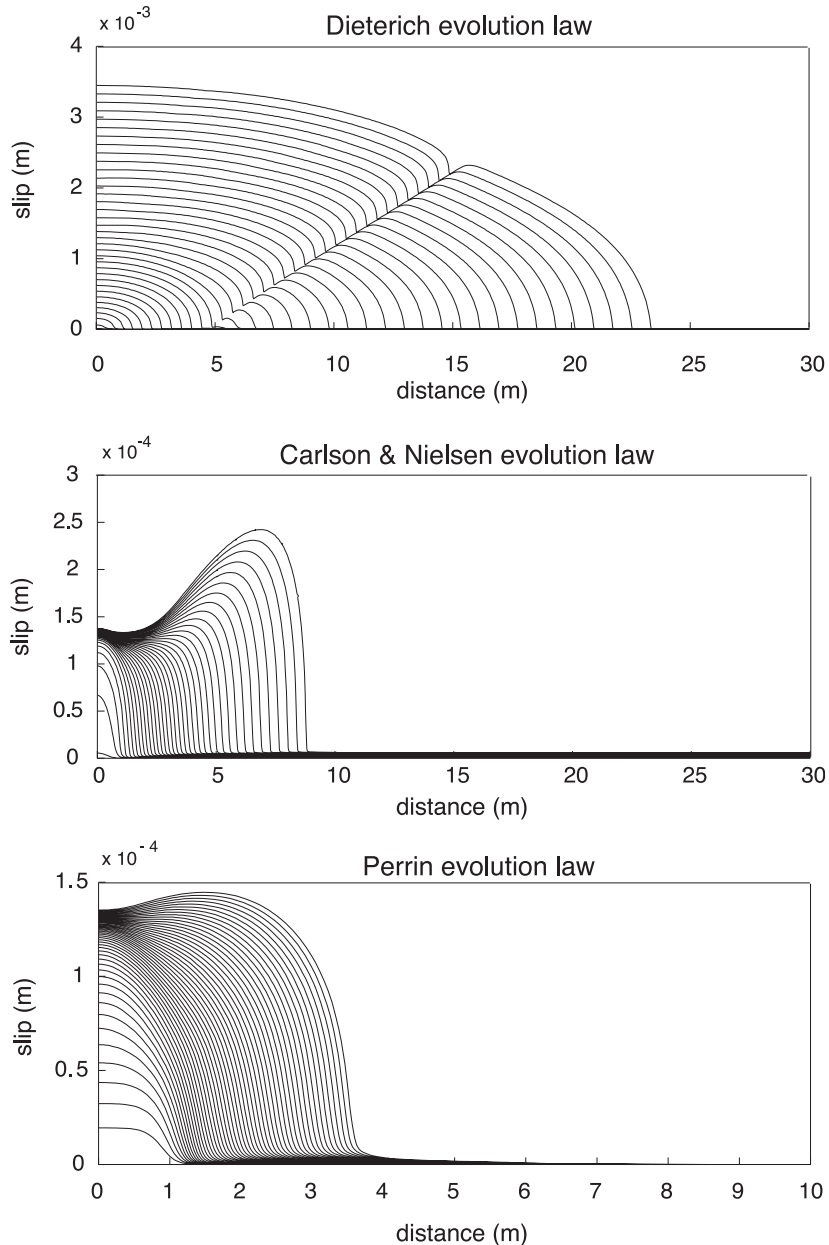 Dieterich evolution law
x 10-3
4
3
2
1
0
slip (m)
0 5 10 15 20 25 30
distance (m)
Carlson & Nielsen evolution law
x 10-4
3
2.5
2
1.5
1
0.5
0
slip (m)
0 5 10 15 20 25 30
distance (m)
Perrin evolution law
x 10-4
1.5
1
0.5
0
slip (m)
0 1 2 3 4 5 6 7 8 9 10
distance (m)